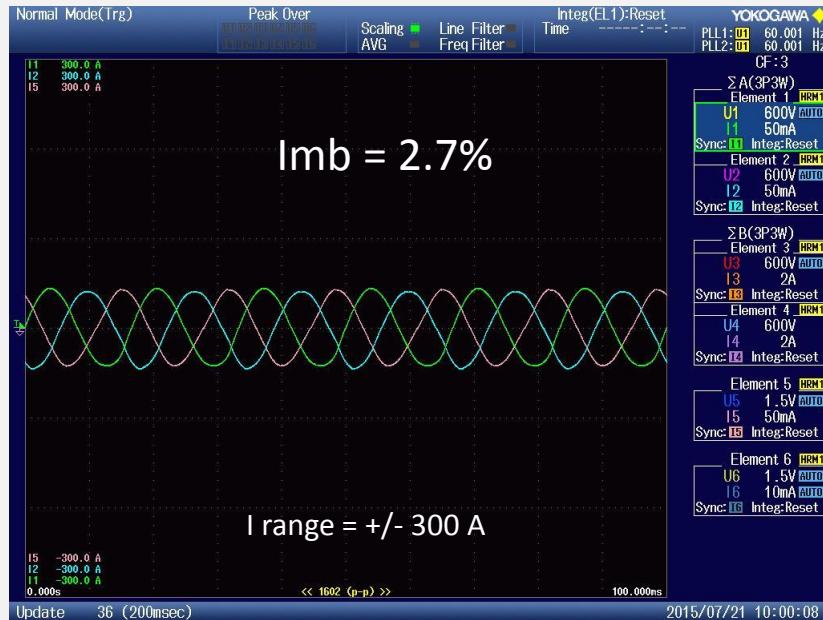 Normal Mode(Trg)
Peak Over
Scaling
AVG
Line Filter
Freq Filter
Integ(EL1):Reset
Time -----:--:--
YOKOGAWA
PLL1:U1 60.001 Hz
PLL2:U1 60.001 Hz
I1 300.0 A
I2 300.0 A
I5 300.0 A
Imb = 2.7%
I range = +/- 300 A
I5 -300.0 A
I2 -300.0 A
I1 -300.0 A
0.000s
<< 1602 (p-p) >>
100.000ms
CF:3
ΣA(3P3W)
Element 1 HRM1
U1 600V AUTO
I1 50mA
Sync:I1 Integ:Reset
Element 2 HRM1
U2 600V AUTO
I2 50mA
Sync:I2 Integ:Reset
ΣB(3P3W)
Element 3 HRM1
U3 600V AUTO
I3 2A
Sync:I3 Integ:Reset
Element 4 HRM1
U4 600V
I4 2A
Sync:I4 Integ:Reset
Element 5 HRM1
U5 1.5V AUTO
I5 50mA
Sync:I5 Integ:Reset
Element 6 HRM1
U6 1.5V AUTO
I6 10mA AUTO
Sync:I6 Integ:Reset
Update 36 (200msec)
2015/07/21 10:00:08